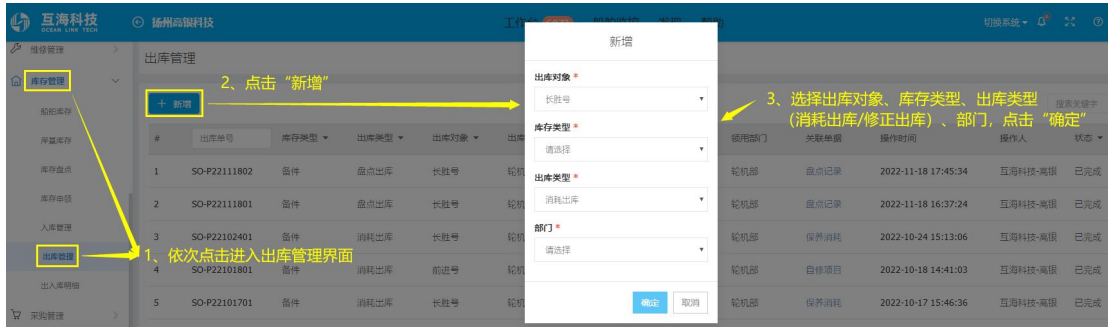 互海科技
OCEAN LINK TECH
扬州高银科技
切换系统
维修管理
库存管理
船舶库存
岸基库存
库存盘点
库存申领
入库管理
出库管理
出入库明细
采购管理
出库管理
2、点击“新增”
+ 新增
搜索关键字
# 出库单号 库存类型 出库类型 出库对象 使用部门 关联单据 操作时间 操作人 状态
1 SO-P22111802 备件 盘点出库 长胜号 轮机部 盘点记录 2022-11-18 17:45:34 互海科技-高银 已完成
2 SO-P22111801 备件 盘点出库 长胜号 轮机部 盘点记录 2022-11-18 16:37:24 互海科技-高银 已完成
3 SO-P22102401 备件 消耗出库 长胜号 轮机部 保养消耗 2022-10-24 15:13:06 互海科技-高银 已完成
1、依次点击进入出库管理界面
4 SO-P22101801 备件 消耗出库 前进号 轮机部 自修项目 2022-10-18 14:41:03 互海科技-高银 已完成
5 SO-P22101701 备件 消耗出库 长胜号 轮机部 保养消耗 2022-10-17 15:46:36 互海科技-高银 已完成
新增
出库对象 *
长胜号
库存类型 *
请选择
出库类型 *
消耗出库
部门 *
请选择
确定 取消
3、选择出库对象、库存类型、出库类型
(消耗出库/修正出库)、部门,点击“确定”